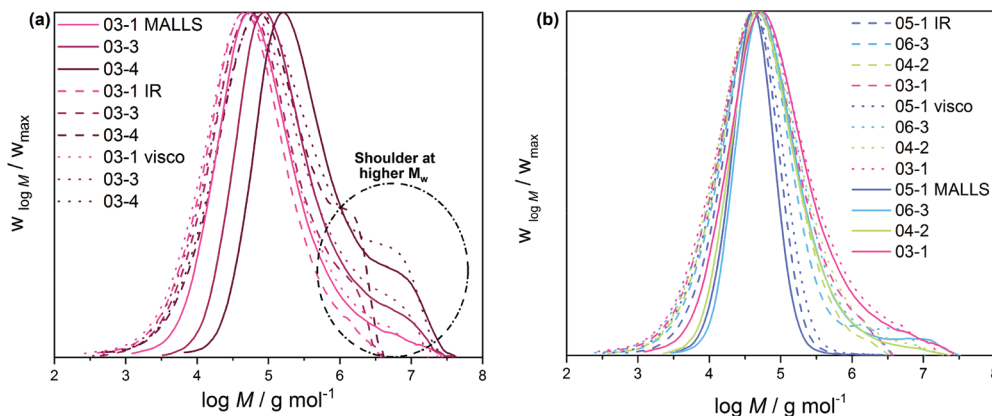 (a)
03-1 MALLS
03-3
03-4
03-1 IR
03-3
03-4
03-1 visco
03-3
03-4
Shoulder at
higher Mw
w log M / wmax
2 3 4 5 6 7 8
log M / g mol⁻¹
(b)
05-1 IR
06-3
04-2
03-1
05-1 visco
06-3
04-2
03-1
05-1 MALLS
06-3
04-2
03-1
w log M / wmax
2 3 4 5 6 7 8
log M / g mol⁻¹